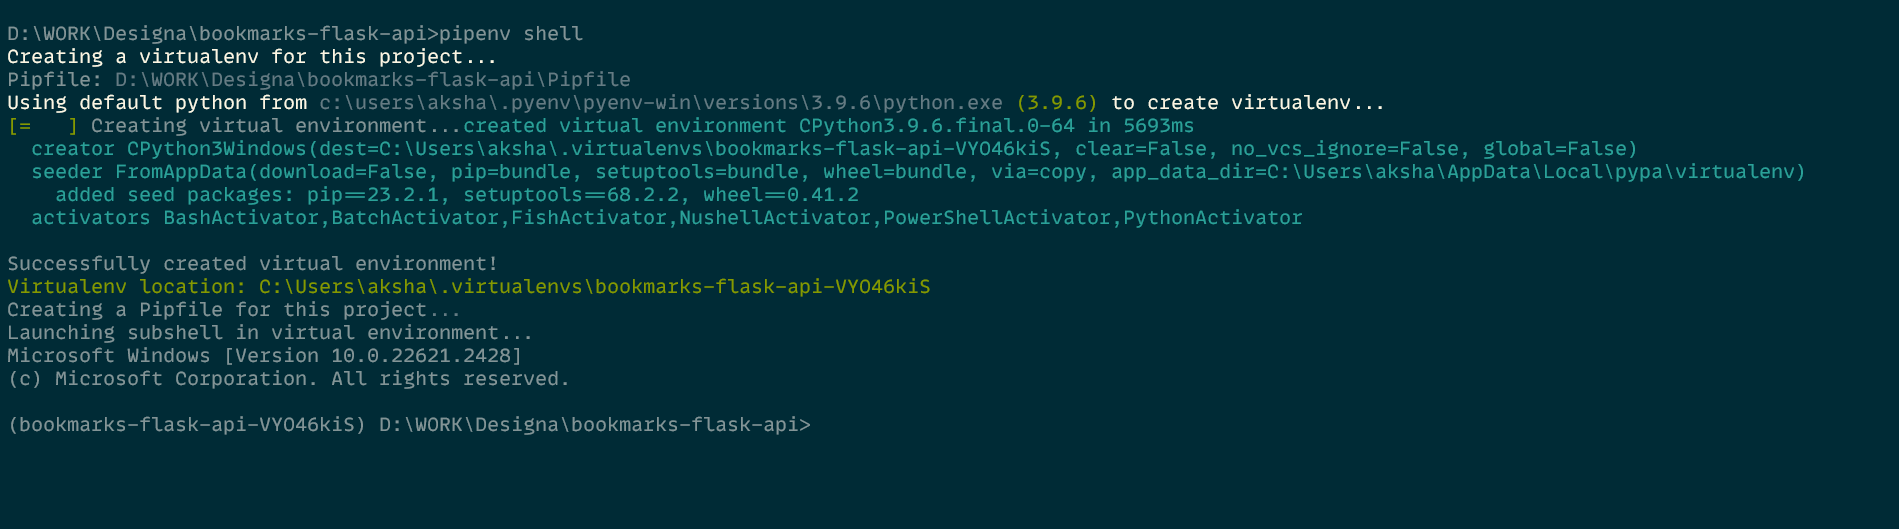 D:\WORK\Designa\bookmarks-flask-api>pipenv shell
Creating a virtualenv for this project...
Pipfile: D:\WORK\Designa\bookmarks-flask-api\Pipfile
Using default python from c:\users\aksha\.pyenv\pyenv-win\versions\3.9.6\python.exe (3.9.6) to create virtualenv...
[=   ] Creating virtual environment...created virtual environment CPython3.9.6.final.0-64 in 5693ms
  creator CPython3Windows(dest=C:\Users\aksha\.virtualenvs\bookmarks-flask-api-VYO46kiS, clear=False, no_vcs_ignore=False, global=False)
  seeder FromAppData(download=False, pip=bundle, setuptools=bundle, wheel=bundle, via=copy, app_data_dir=C:\Users\aksha\AppData\Local\pypa\virtualenv)
    added seed packages: pip==23.2.1, setuptools==68.2.2, wheel==0.41.2
  activators BashActivator,BatchActivator,FishActivator,NushellActivator,PowerShellActivator,PythonActivator
Successfully created virtual environment!
Virtualenv location: C:\Users\aksha\.virtualenvs\bookmarks-flask-api-VYO46kiS
Creating a Pipfile for this project...
Launching subshell in virtual environment...
Microsoft Windows [Version 10.0.22621.2428]
(c) Microsoft Corporation. All rights reserved.
(bookmarks-flask-api-VYO46kiS) D:\WORK\Designa\bookmarks-flask-api>